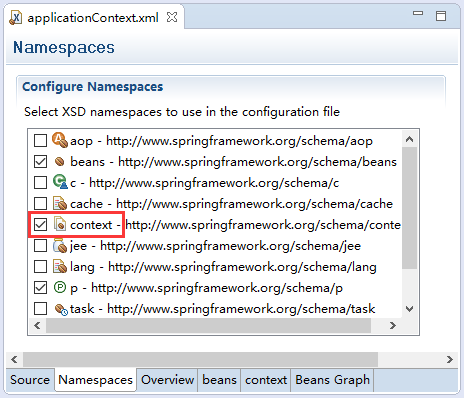 applicationContext.xml
Namespaces
Configure Namespaces
Select XSD namespaces to use in the configuration file
aop - http://www.springframework.org/schema/aop
beans - http://www.springframework.org/schema/beans
c - http://www.springframework.org/schema/c
cache - http://www.springframework.org/schema/cache
context - http://www.springframework.org/schema/conte
jee - http://www.springframework.org/schema/jee
lang - http://www.springframework.org/schema/lang
p - http://www.springframework.org/schema/p
task - http://www.springframework.org/schema/task
Source Namespaces Overview beans context Beans Graph